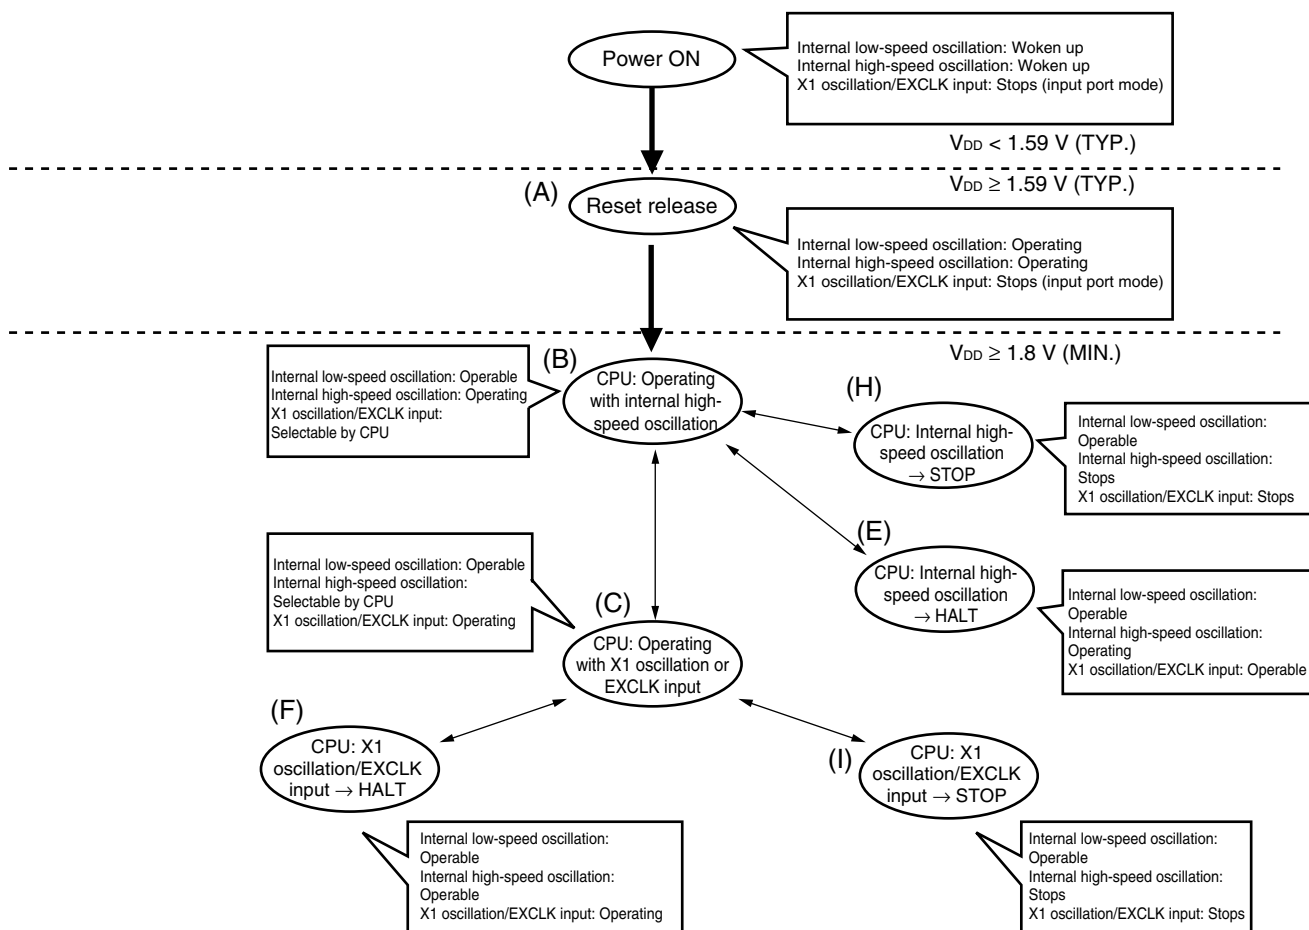 Power ON
Internal low-speed oscillation: Woken up
Internal high-speed oscillation: Woken up
X1 oscillation/EXCLK input: Stops (input port mode)
VDD < 1.59 V (TYP.)
VDD ≥ 1.59 V (TYP.)
(A)
Reset release
Internal low-speed oscillation: Operating
Internal high-speed oscillation: Operating
X1 oscillation/EXCLK input: Stops (input port mode)
VDD ≥ 1.8 V (MIN.)
(B)
CPU: Operating
with internal high-
speed oscillation
Internal low-speed oscillation: Operable
Internal high-speed oscillation: Operating
X1 oscillation/EXCLK input:
Selectable by CPU
(H)
CPU: Internal high-
speed oscillation
→ STOP
Internal low-speed oscillation:
Operable
Internal high-speed oscillation:
Stops
X1 oscillation/EXCLK input: Stops
(E)
CPU: Internal high-
speed oscillation
→ HALT
Internal low-speed oscillation:
Operable
Internal high-speed oscillation:
Operating
X1 oscillation/EXCLK input: Operable
Internal low-speed oscillation: Operable
Internal high-speed oscillation:
Selectable by CPU
X1 oscillation/EXCLK input: Operating
(C)
CPU: Operating
with X1 oscillation or
EXCLK input
(F)
CPU: X1
oscillation/EXCLK
input → HALT
Internal low-speed oscillation:
Operable
Internal high-speed oscillation:
Operable
X1 oscillation/EXCLK input: Operating
(I)
CPU: X1
oscillation/EXCLK
input → STOP
Internal low-speed oscillation:
Operable
Internal high-speed oscillation:
Stops
X1 oscillation/EXCLK input: Stops